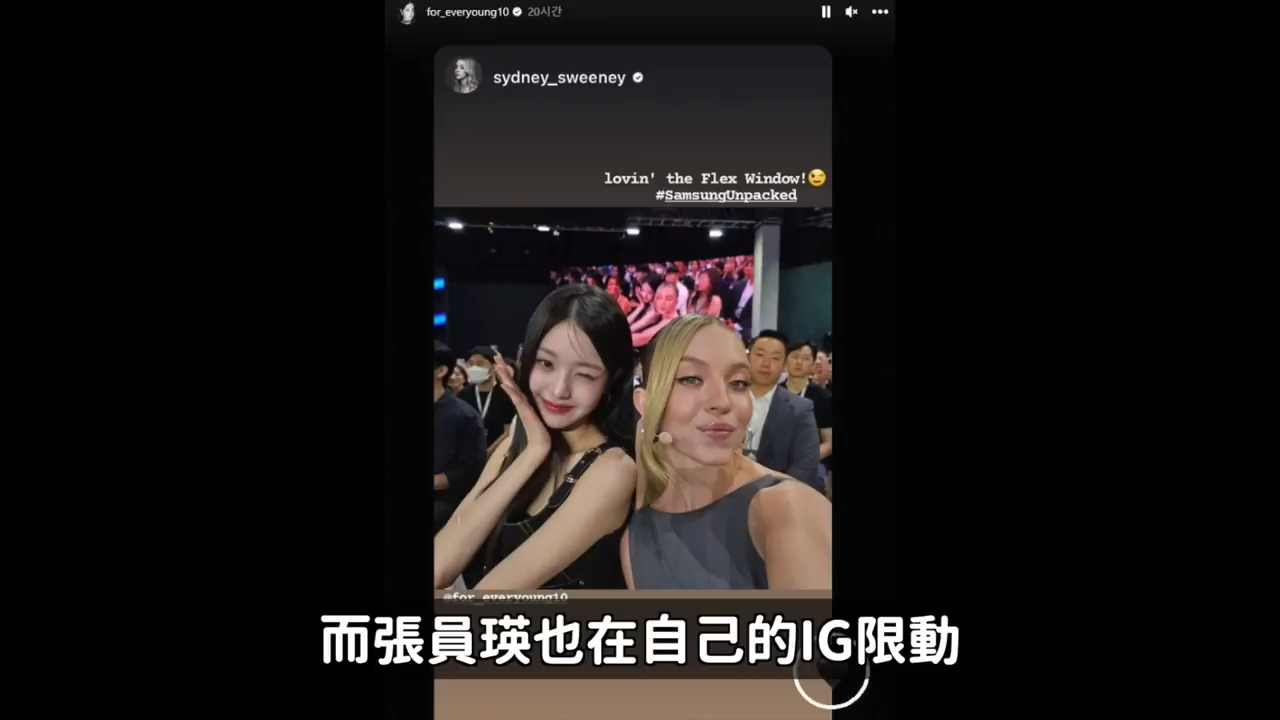 for_everyoung10 20시간
sydney_sweeney
lovin' the Flex Window!😉
#SamsungUnpacked
@for_everyoung10
而張員瑛也在自己的IG限動